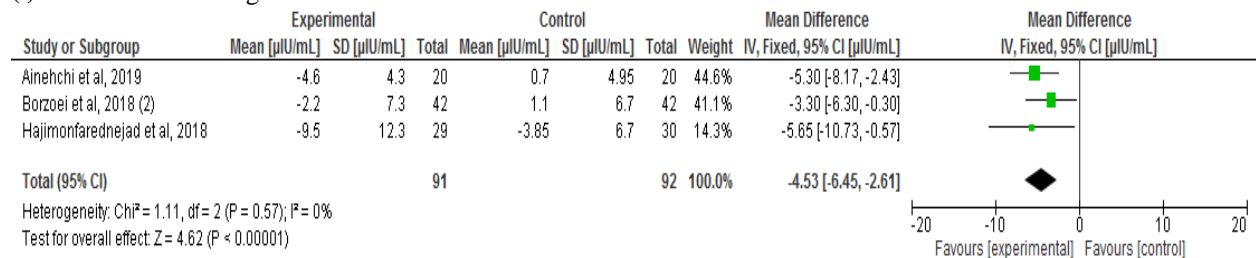 Experimental Control Mean Difference Mean Difference
Study or Subgroup Mean [µIU/mL] SD [µIU/mL] Total Mean [µIU/mL] SD [µIU/mL] Total Weight IV, Fixed, 95% CI [µIU/mL] IV, Fixed, 95% CI [µIU/mL]
Ainehchi et al, 2019 -4.6 4.3 20 0.7 4.95 20 44.6% -5.30 [-8.17, -2.43]
Borzoei et al, 2018 (2) -2.2 7.3 42 1.1 6.7 42 41.1% -3.30 [-6.30, -0.30]
Hajimonfarednejad et al, 2018 -9.5 12.3 29 -3.85 6.7 30 14.3% -5.65 [-10.73, -0.57]
Total (95% CI) 91 92 100.0% -4.53 [-6.45, -2.61]
Heterogeneity: Chi² = 1.11, df = 2 (P = 0.57); I² = 0%
Test for overall effect: Z = 4.62 (P < 0.00001)
-20 -10 0 10 20
Favours [experimental] Favours [control]